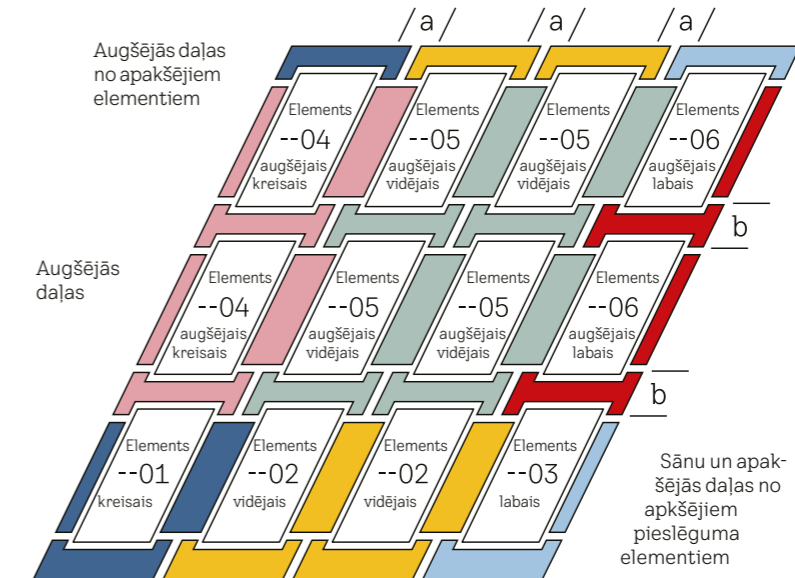 a
a
a
Augšējās daļas
no apakšējiem
elementiem
Elements
--04
augšējais
kreisais
Elements
--05
augšējais
vidējais
Elements
--05
augšējais
vidējais
Elements
--06
augšējais
labais
b
Augšējās
daļas
Elements
--04
augšējais
kreisais
Elements
--05
augšējais
vidējais
Elements
--05
augšējais
vidējais
Elements
--06
augšējais
labais
b
Elements
--01
kreisais
Elements
--02
vidējais
Elements
--02
vidējais
Elements
--03
labais
Sānu un apak-
šējās daļas no
apkšējiem
pieslēguma
elementiem